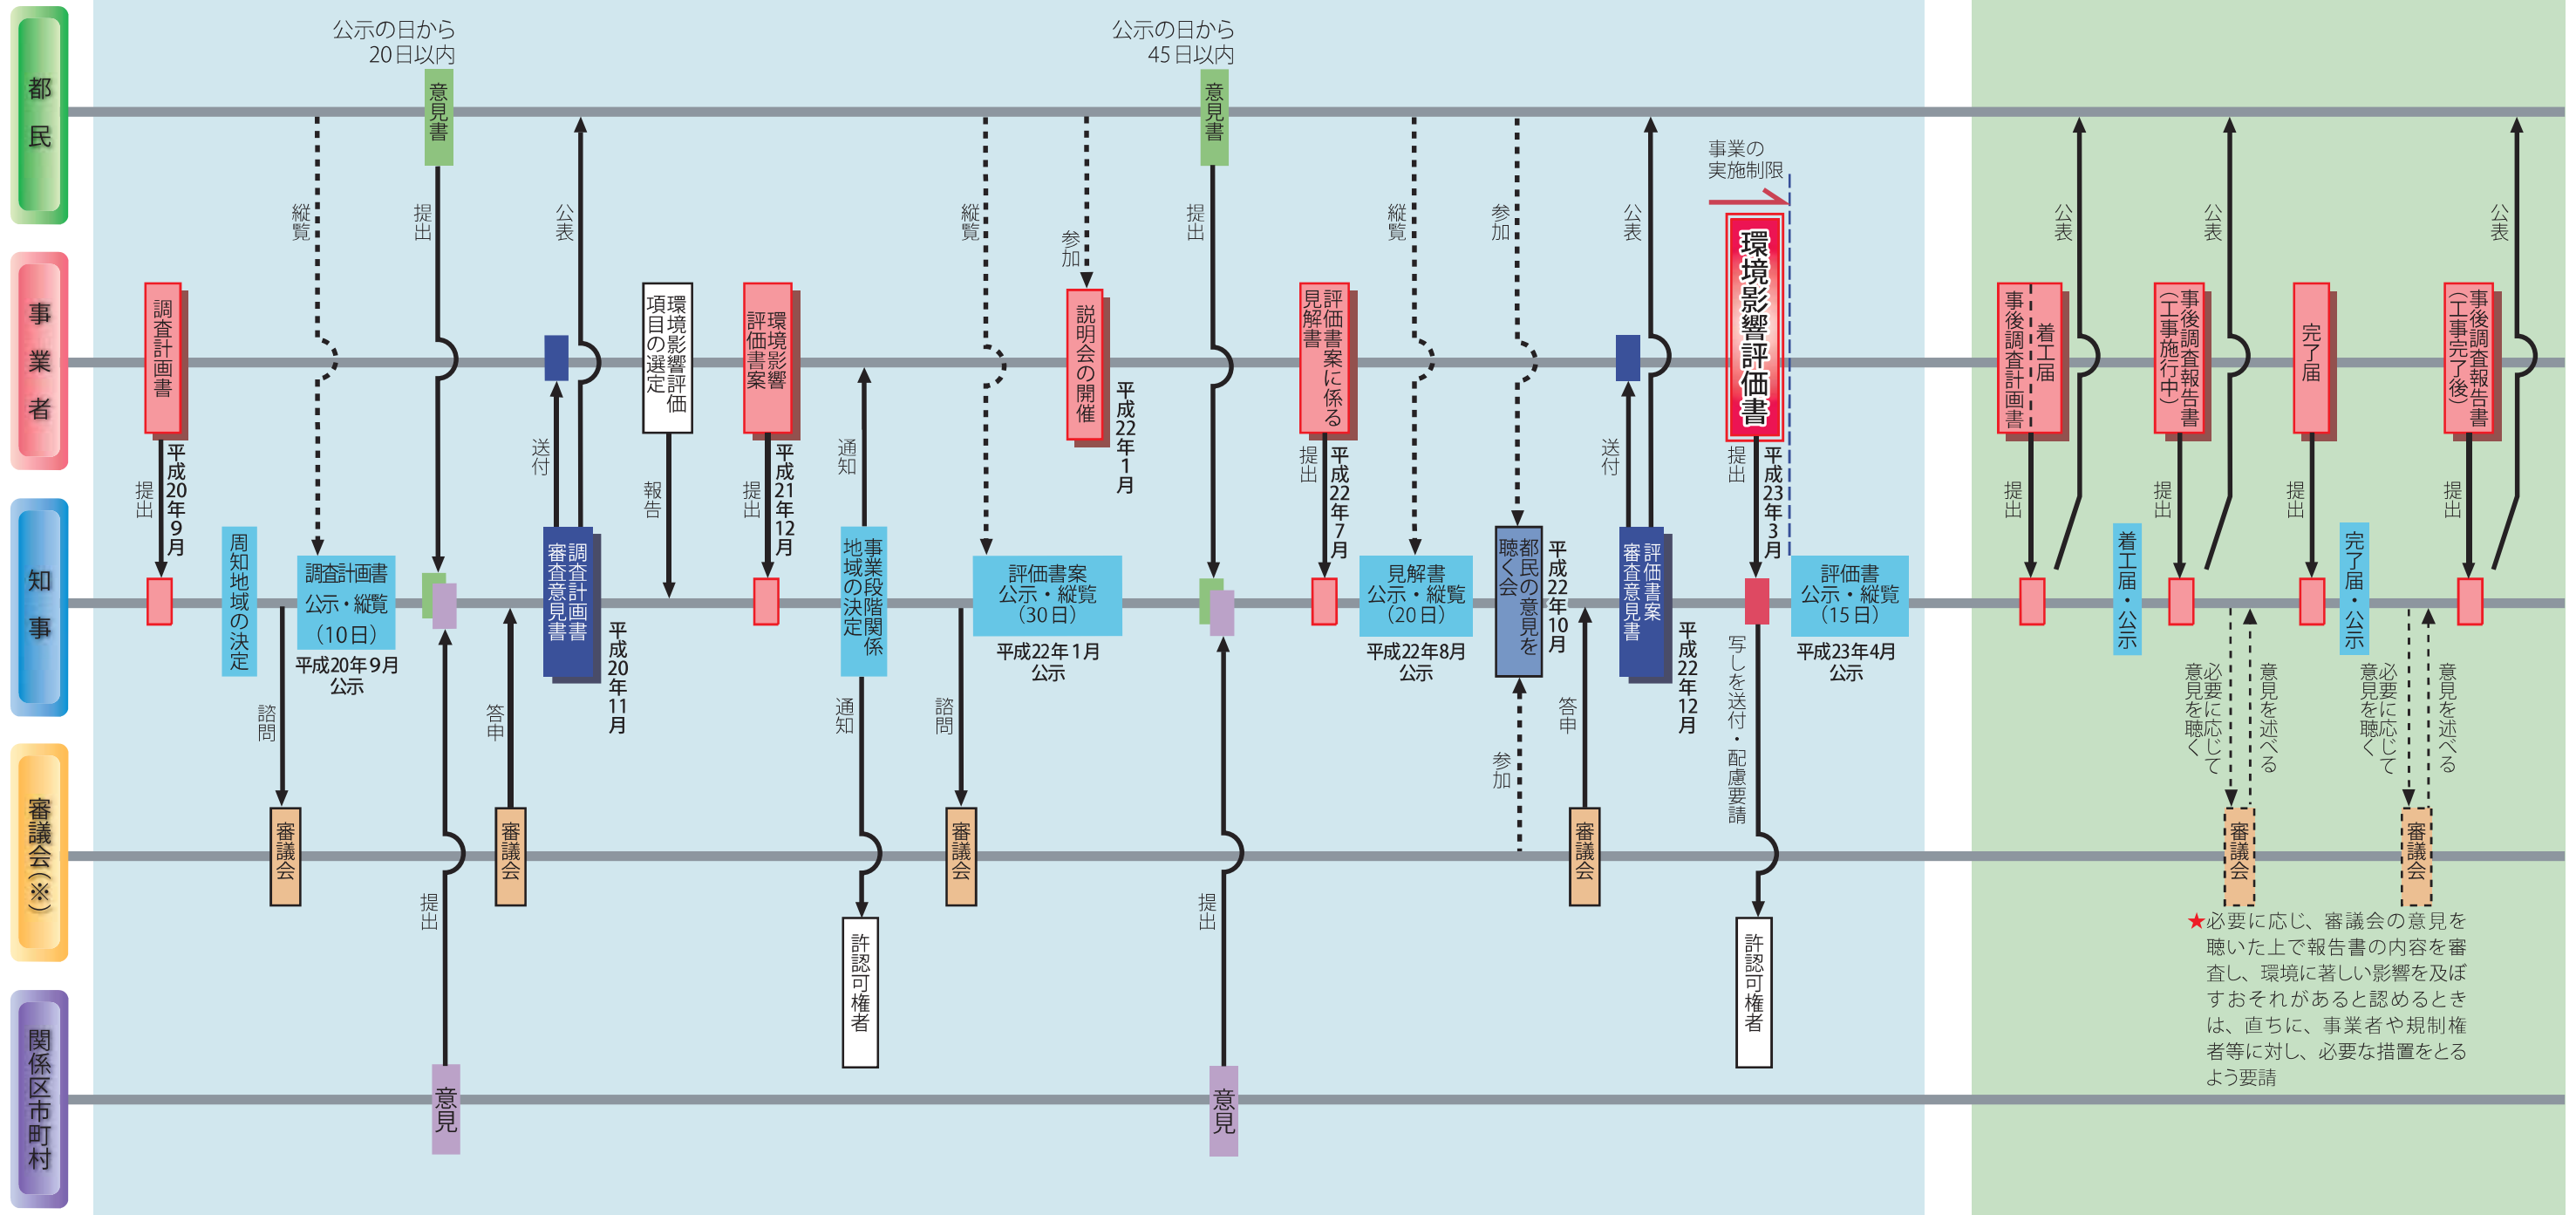 都民
事業者
知事
審議会(※)
関係区市町村
公示の日から
20日以内
意見書
縦覧
提出
公表
調査計画書
平成20年9月
提出
周知地域の決定
調査計画書
公示・縦覧
（10日）
平成20年9月
公示
諮問
審議会
提出
意見
答申
審議会
送付
調査計画書
審査意見書
平成20年11月
環境影響評価
項目の選定
報告
環境影響
評価書案
平成21年12月
提出
通知
事業段階関係
地域の決定
通知
許認可権者
縦覧
諮問
審議会
評価書案
公示・縦覧
（30日）
平成22年1月
公示
参加
説明会の開催
平成22年1月
公示の日から
45日以内
意見書
提出
提出
意見
評価書案に係る
見解書
平成22年7月
提出
縦覧
見解書
公示・縦覧
（20日）
平成22年8月
公示
参加
都民の意見を
聴く会
平成22年10月
参加
答申
審議会
送付
公表
評価書案
審査意見書
平成22年12月
事業の
実施制限
環境影響評価書
提出
平成23年3月
写しを送付・配慮要請
許認可権者
評価書
公示・縦覧
（15日）
平成23年4月
公示
公表
着工届
事後調査計画書
提出
着工届・公示
公表
事後調査報告書
（工事施行中）
提出
必要に応じて
意見を聴く
意見を述べる
審議会
完了届
提出
完了届・公示
公表
事後調査報告書
（工事完了後）
提出
必要に応じて
意見を聴く
意見を述べる
審議会
★必要に応じ、審議会の意見を
聴いた上で報告書の内容を審
査し、環境に著しい影響を及ぼ
すおそれがあると認めるとき
は、直ちに、事業者や規制権
者等に対し、必要な措置をとる
よう要請